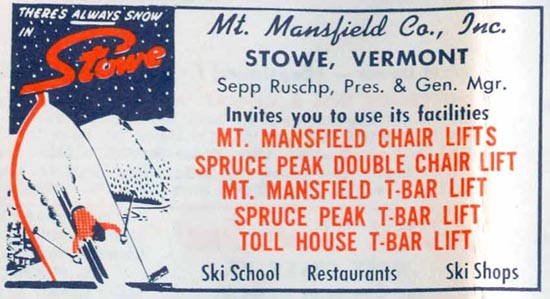 THERE'S ALWAYS SNOW
IN
Stowe
Mt. Mansfield Co., Inc.
STOWE, VERMONT
Sepp Ruschp, Pres. & Gen. Mgr.
Invites you to use its facilities
MT. MANSFIELD CHAIR LIFTS
SPRUCE PEAK DOUBLE CHAIR LIFT
MT. MANSFIELD T-BAR LIFT
SPRUCE PEAK T-BAR LIFT
TOLL HOUSE T-BAR LIFT
Ski School Restaurants Ski Shops